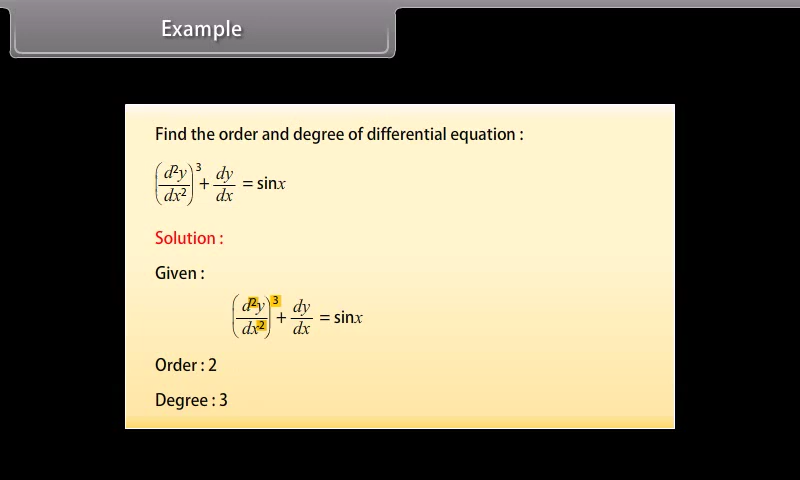 Example
Find the order and degree of differential equation :
(d²y/dx²)³ + dy/dx = sinx
Solution :
Given :
(d²y/dx²)³ + dy/dx = sinx
Order : 2
Degree : 3